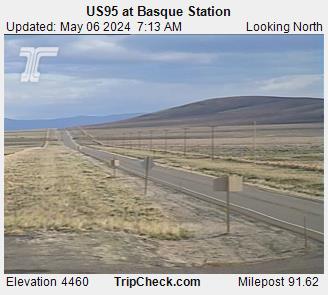 US95 at Basque Station
Updated: May 06 2024 7:13 AM Looking North
Elevation 4460 TripCheck.com Milepost 91.62